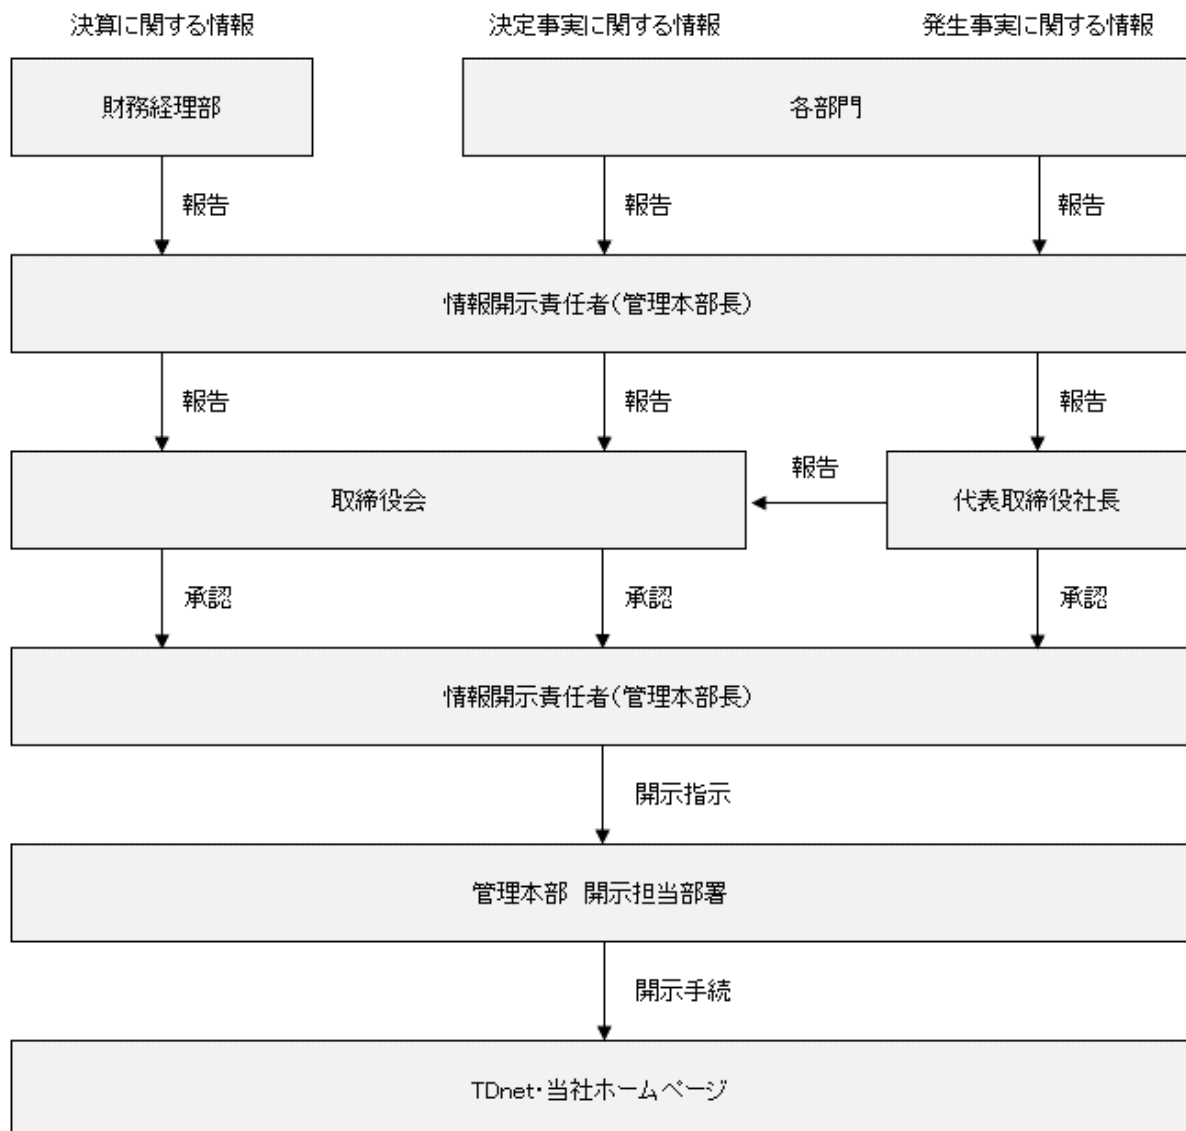 決算に関する情報 決定事実に関する情報 発生事実に関する情報
財務経理部 各部門
報告 報告 報告
情報開示責任者(管理本部長)
報告 報告 報告
報告
取締役会 代表取締役社長
承認 承認 承認
情報開示責任者(管理本部長)
開示指示
管理本部 開示担当部署
開示手続
TDnet・当社ホームページ